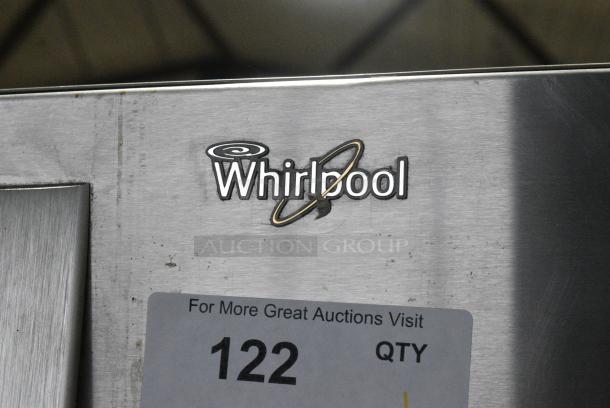 Whirlpool
AUCTION GROUP
For More Great Auctions Visit
122 QTY